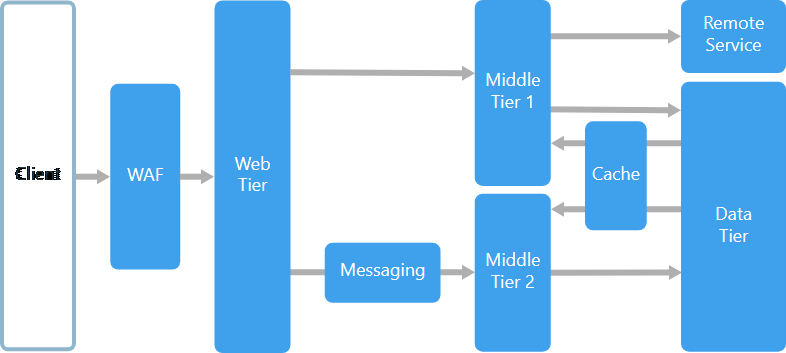 Client
WAF
Web
Tier
Messaging
Middle
Tier 1
Middle
Tier 2
Cache
Remote
Service
Data
Tier